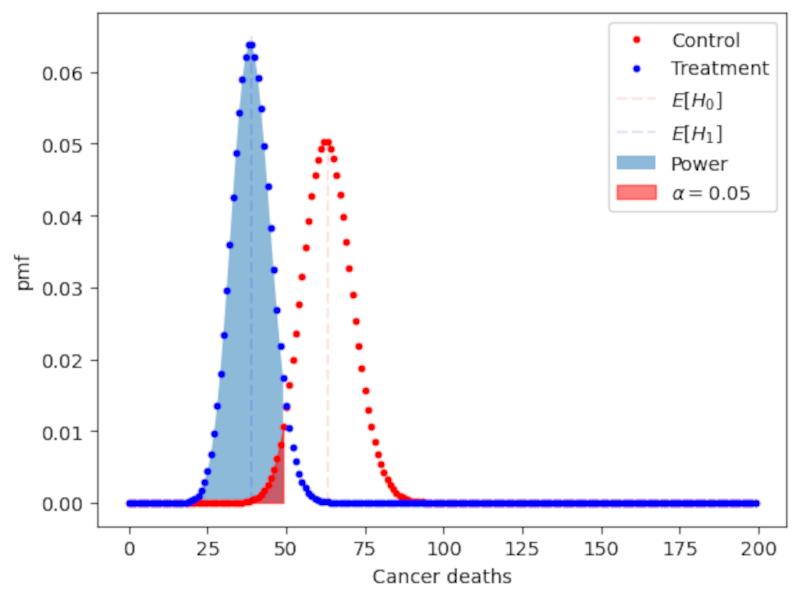 Control
Treatment
E[H₀]
E[H₁]
Power
α = 0.05
0.06
0.05
0.04
0.03
0.02
0.01
0.00
pmf
0 25 50 75 100 125 150 175 200
Cancer deaths